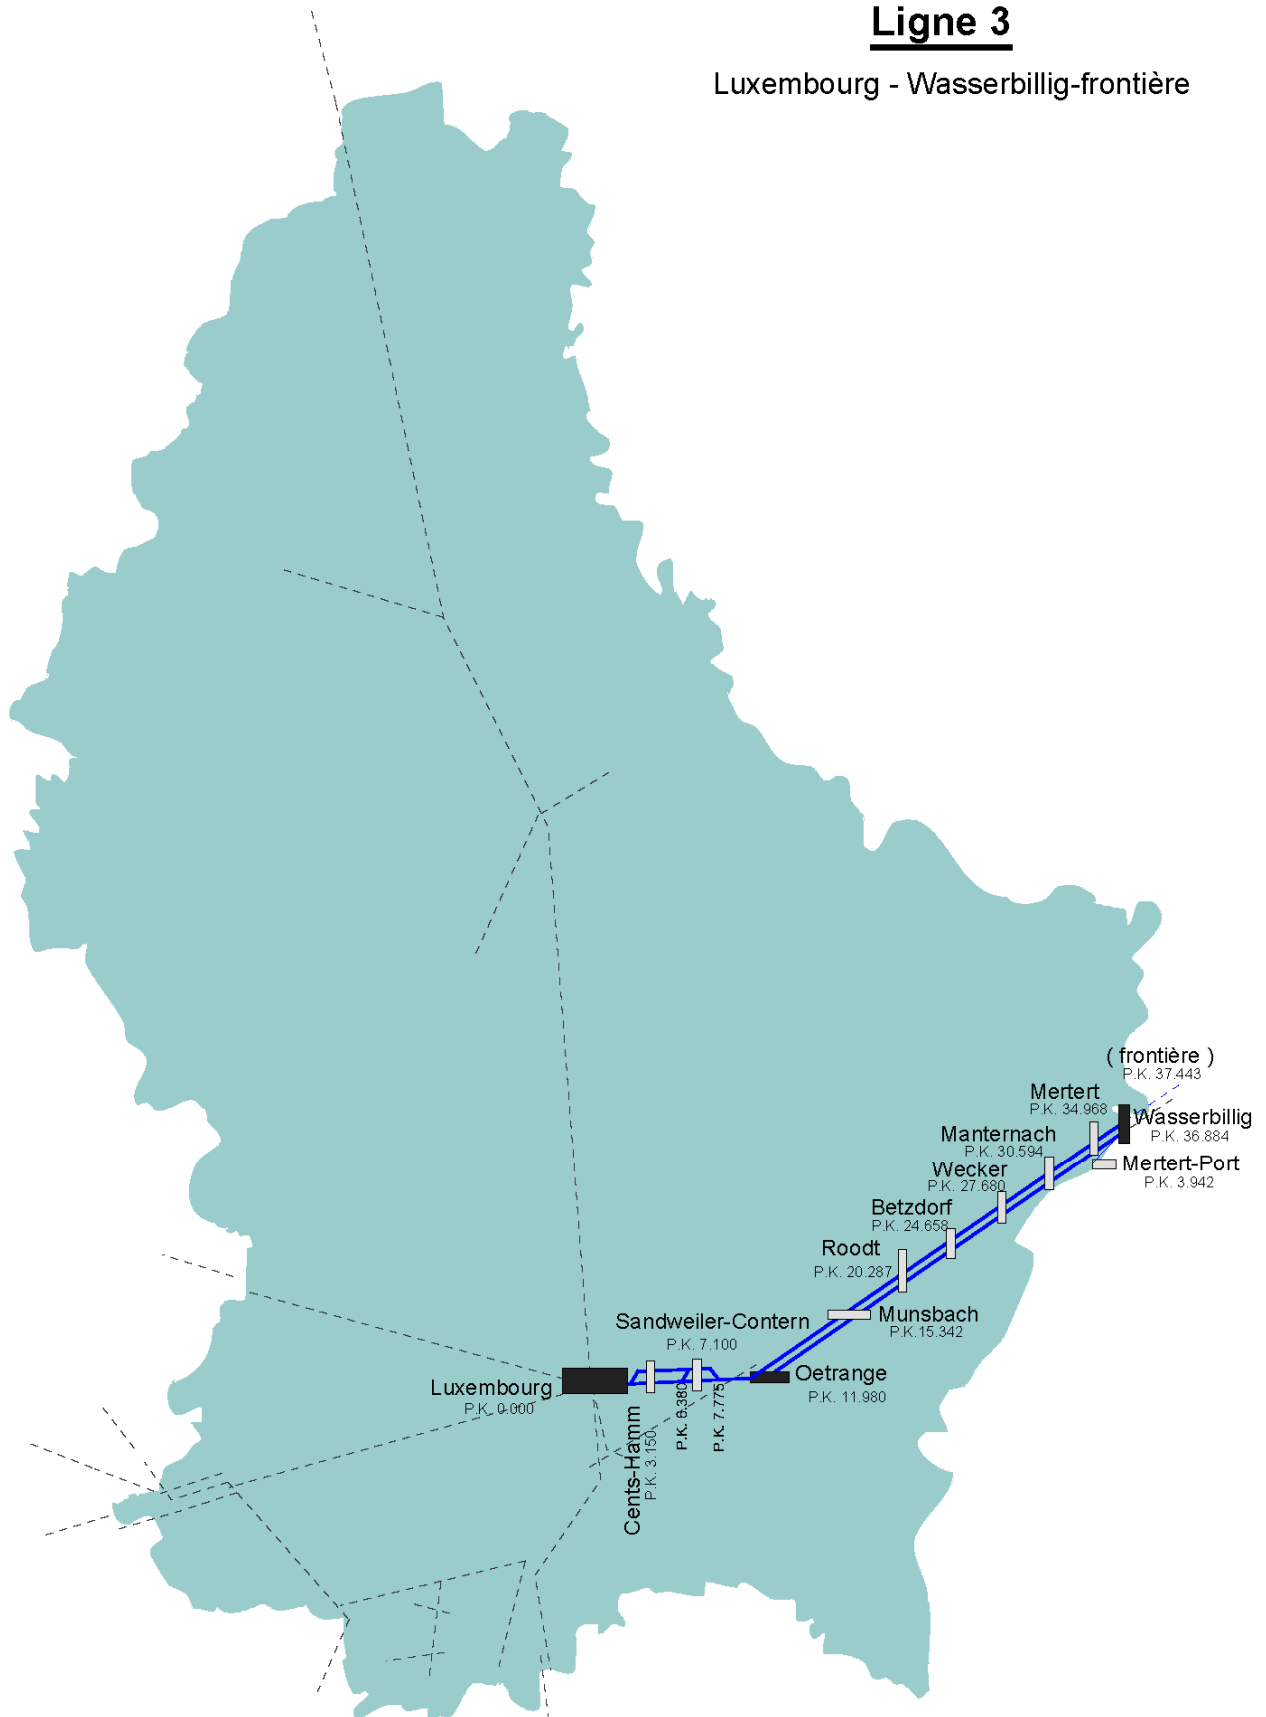 Ligne 3
Luxembourg - Wasserbillig-frontière
( frontière )
P.K. 37.443
Mertert
P.K. 34.968
Wasserbillig
P.K. 36.884
Manternach
P.K. 30.594
Mertert-Port
P.K. 3.942
Wecker
P.K. 27.680
Betzdorf
P.K. 24.658
Roodt
P.K. 20.287
Munsbach
P.K.15.342
Sandweiler-Contern
P.K. 7.100
Oetrange
P.K. 11.980
Luxembourg
P.K. 0.000
Cents-Hamm
P.K. 3.150
P.K. 6.380
P.K. 7.775